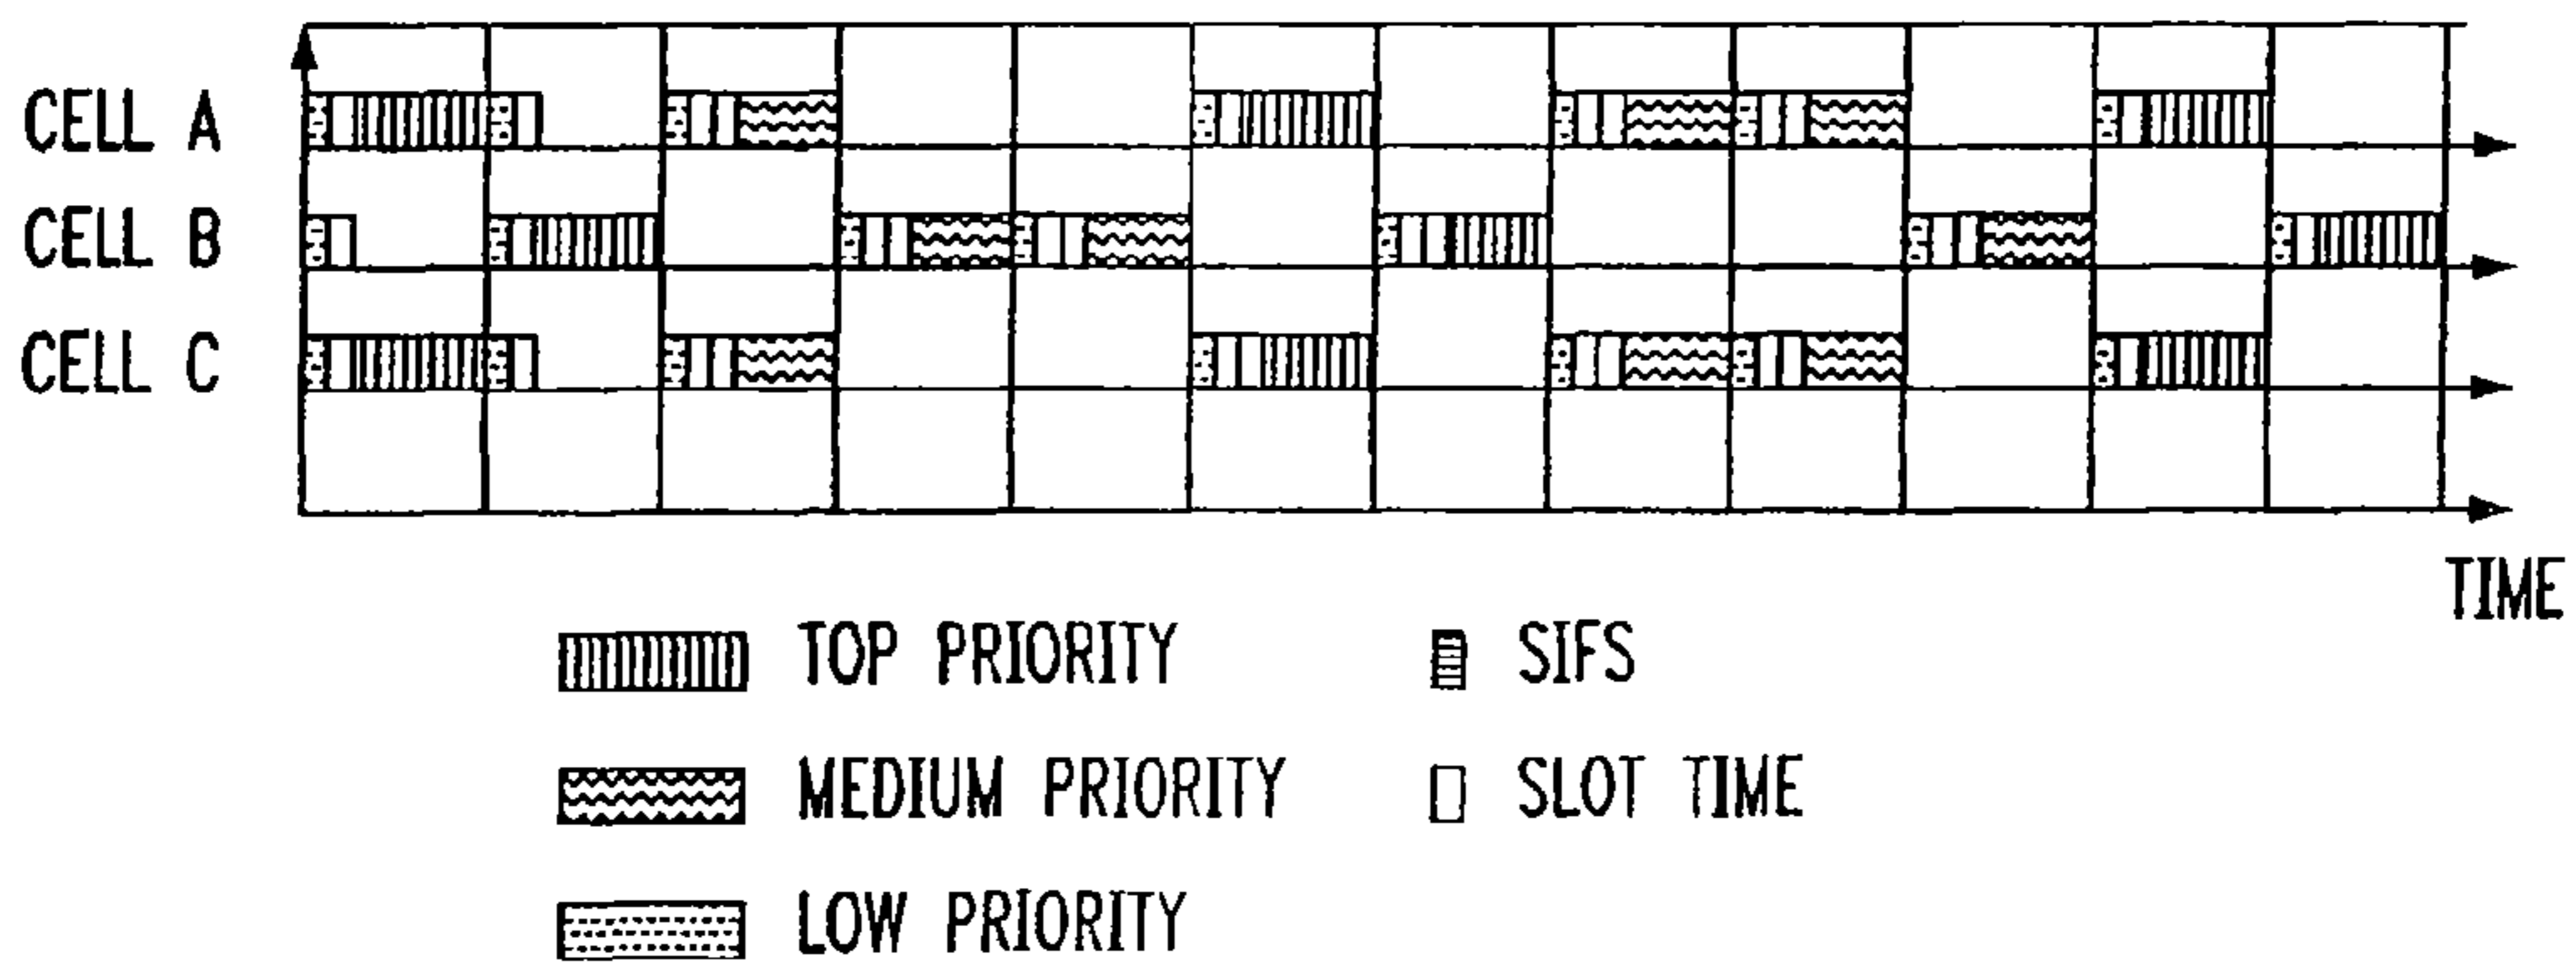 CELL A
CELL B
CELL C
TIME
TOP PRIORITY
SIFS
MEDIUM PRIORITY
SLOT TIME
LOW PRIORITY